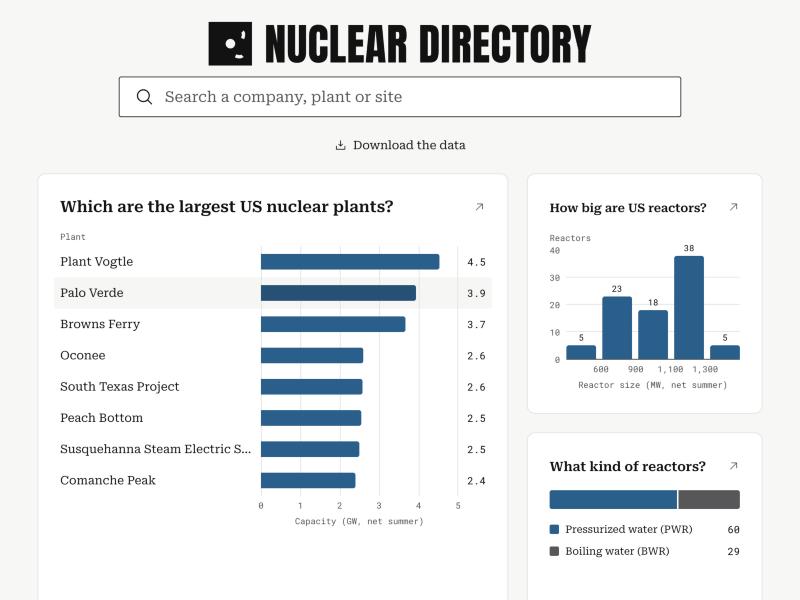 NUCLEAR DIRECTORY
Search a company, plant or site
Download the data
Which are the largest US nuclear plants?
Plant
Plant Vogtle 4.5
Palo Verde 3.9
Browns Ferry 3.7
Oconee 2.6
South Texas Project 2.6
Peach Bottom 2.5
Susquehanna Steam Electric S... 2.5
Comanche Peak 2.4
0 1 2 3 4 5
Capacity (GW, net summer)
How big are US reactors?
Reactors
40
30
20
10
0
5 23 18 38 5
600 900 1,100 1,300
Reactor size (MW, net summer)
What kind of reactors?
Pressurized water (PWR) 60
Boiling water (BWR) 29